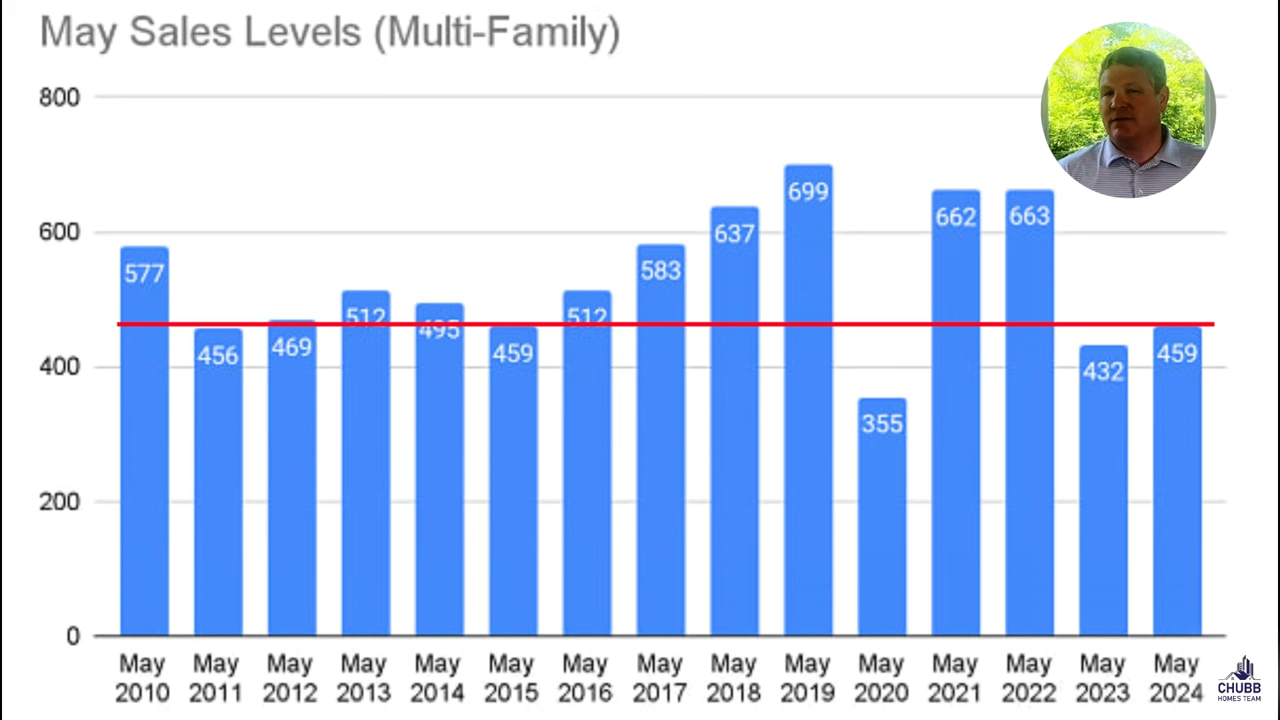 May Sales Levels (Multi-Family)
800
600
400
200
0
577
456
469
512
495
459
512
583
637
699
355
662
663
432
459
May 2010
May 2011
May 2012
May 2013
May 2014
May 2015
May 2016
May 2017
May 2018
May 2019
May 2020
May 2021
May 2022
May 2023
May 2024
CHUBB
HOMES TEAM